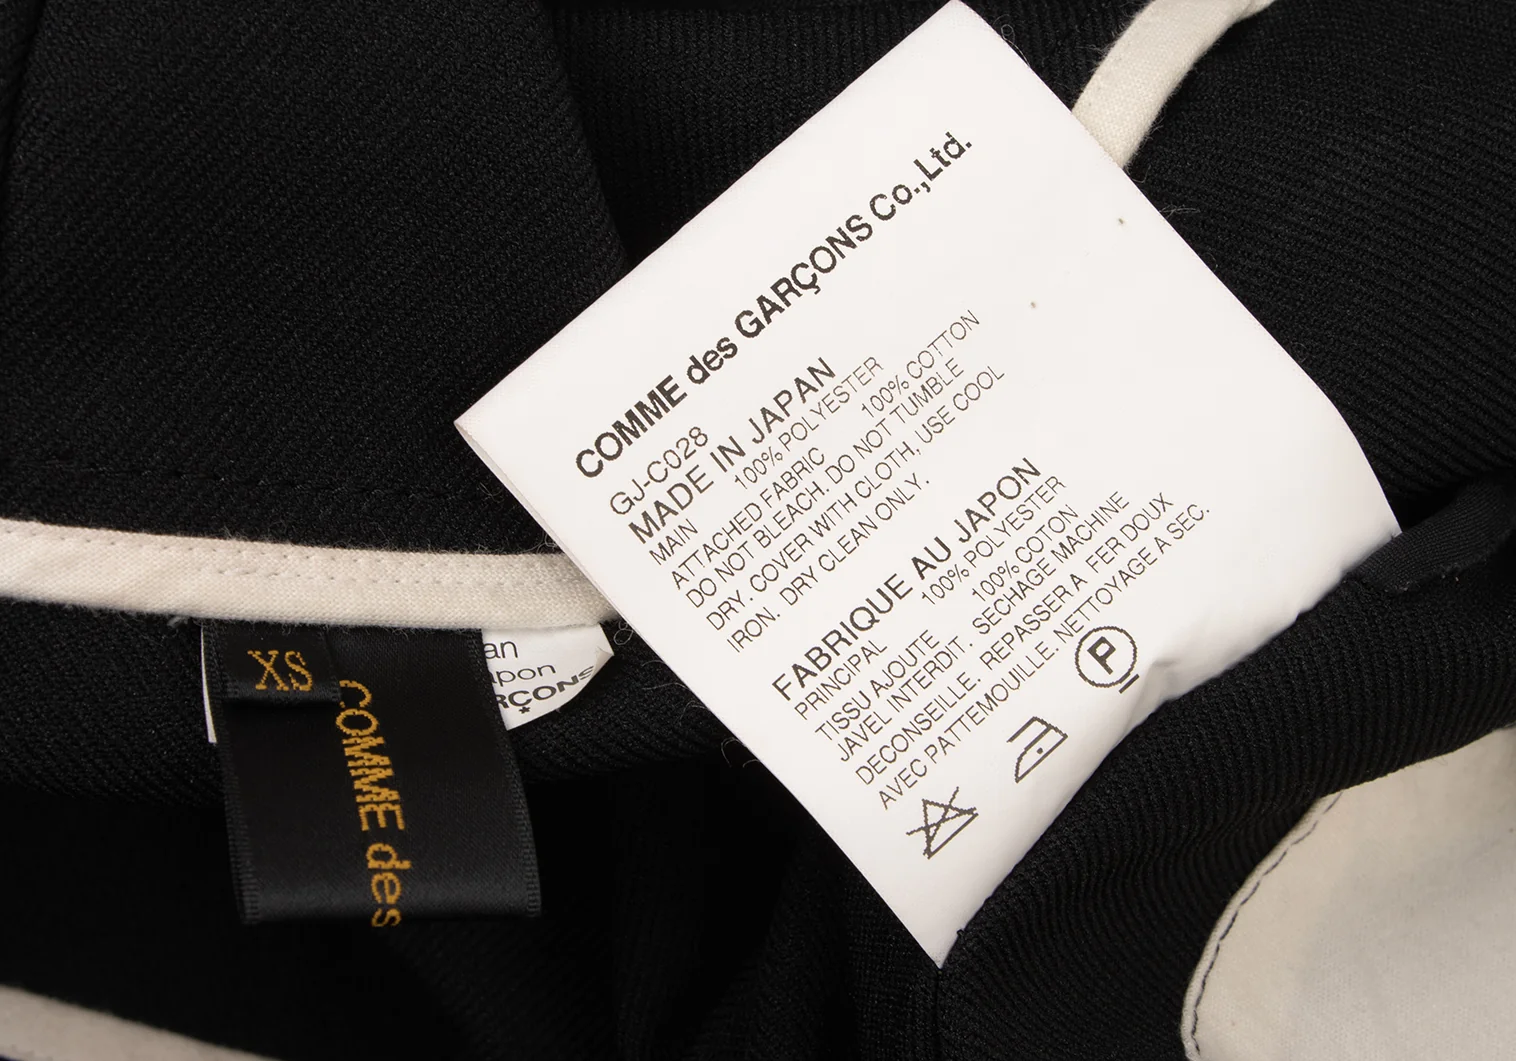 COMME des GARÇONS Co.,Ltd.
GJ-C028
MADE IN JAPAN
MAIN 100% POLYESTER
ATTACHED FABRIC 100% COTTON
DO NOT BLEACH. DO NOT TUMBLE
DRY. COVER WITH CLOTH, USE COOL
IRON. DRY CLEAN ONLY.
FABRIQUE AU JAPON
PRINCIPAL 100% POLYESTER
TISSU AJOUTE 100% COTON
JAVEL INTERDIT. SECHAGE MACHINE
DECONSEILLE. REPASSER A FER DOUX
AVEC PATTEMOUILLE. NETTOYAGE A SEC.
P
XS
COMME des
an
apon
RÇONS